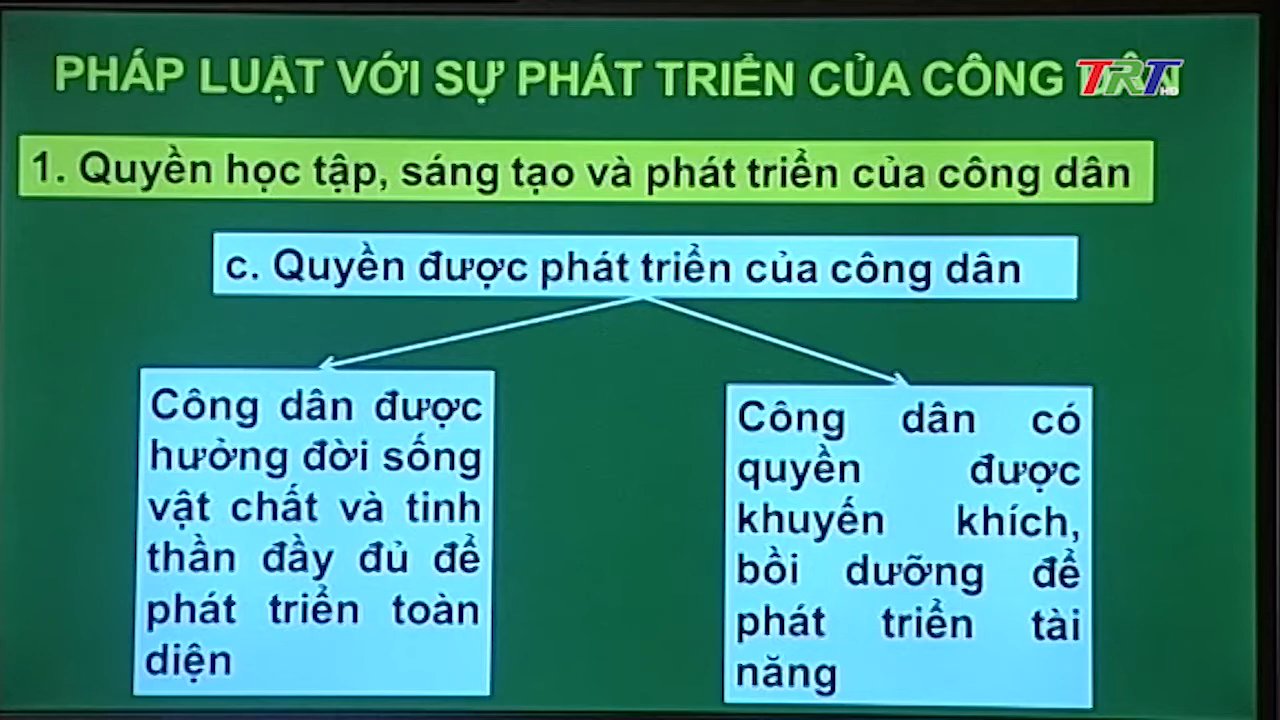 PHÁP LUẬT VỚI SỰ PHÁT TRIỂN CỦA CÔNG
TRT
HD
1. Quyền học tập, sáng tạo và phát triển của công dân
c. Quyền được phát triển của công dân
Công dân được
hưởng đời sống
vật chất và tinh
thần đầy đủ để
phát triển toàn
diện
Công dân có
quyền được
khuyến khích,
bồi dưỡng để
phát triển tài
năng